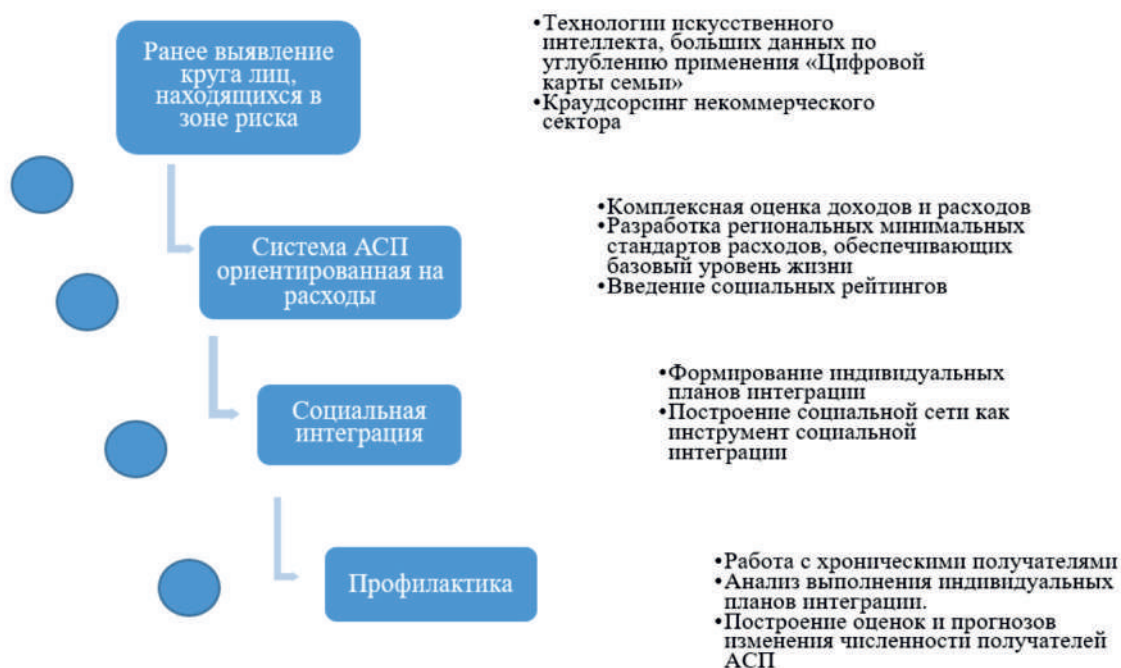 Ранее выявление
круга лиц,
находящихся в
зоне риска
•Технологии искусственного
интеллекта, больших данных по
углублению применения «Цифровой
карты семьи»
•Краудсорсинг некоммерческого
сектора
Система АСП
ориентированная на
расходы
•Комплексная оценка доходов и расходов
•Разработка региональных минимальных
стандартов расходов, обеспечивающих
базовый уровень жизни
•Введение социальных рейтингов
Социальная
интеграция
•Формирование индивидуальных
планов интеграции
•Построение социальной сети как
инструмент социальной
интеграции
Профилактика
•Работа с хроническими получателями
•Анализ выполнения индивидуальных
планов интеграции.
•Построение оценок и прогнозов
изменения численности получателей
АСП